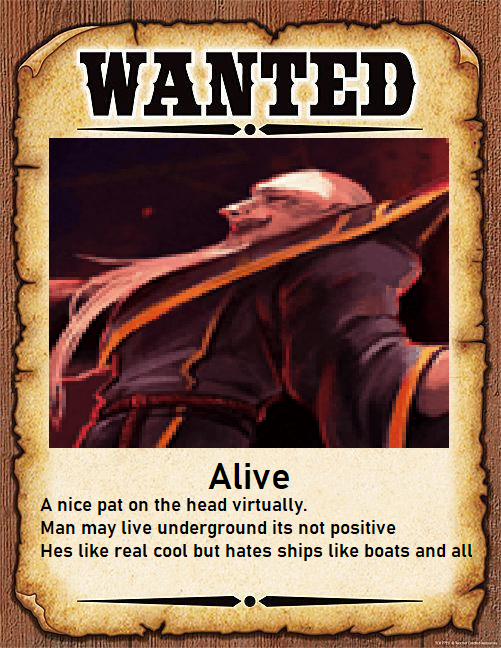 WANTED
Alive
A nice pat on the head virtually.
Man may live underground its not positive
Hes like real cool but hates ships like boats and all